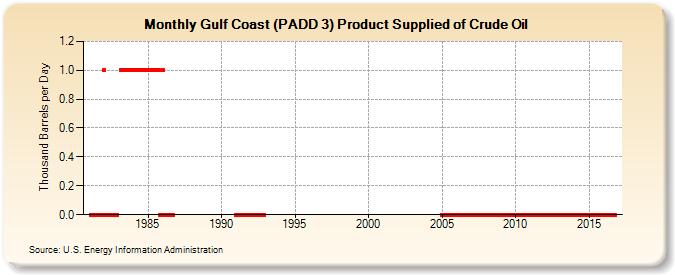 Monthly Gulf Coast (PADD 3) Product Supplied of Crude Oil
Thousand Barrels per Day
1.2
1.0
0.8
0.6
0.4
0.2
0.0
1985 1990 1995 2000 2005 2010 2015
Source: U.S. Energy Information Administration